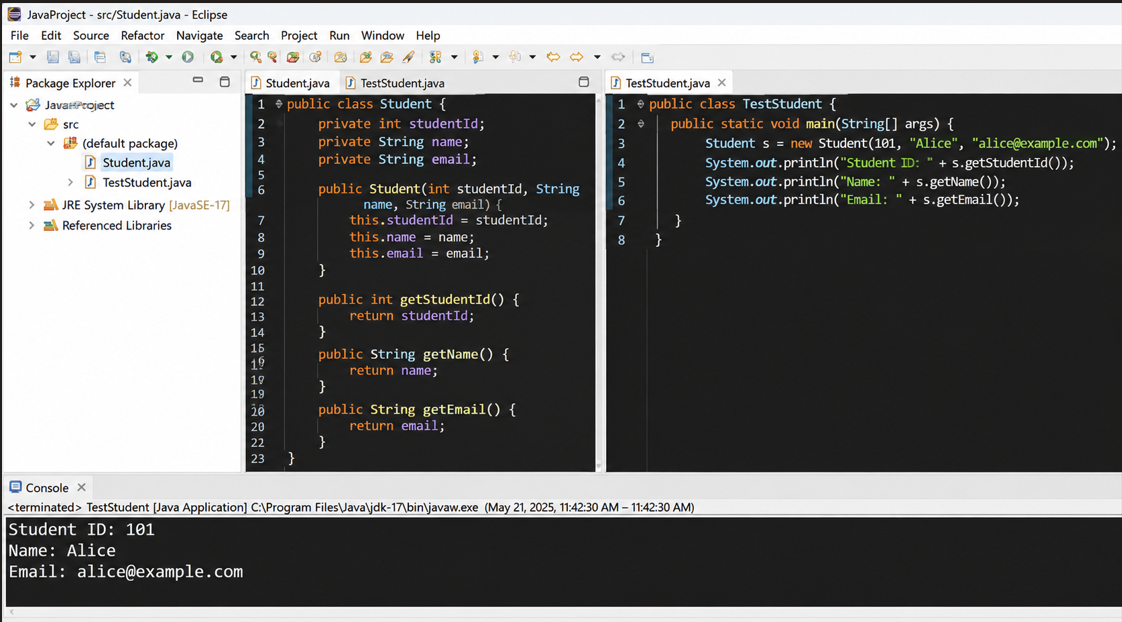 JavaProject - src/Student.java - Eclipse
File Edit Source Refactor Navigate Search Project Run Window Help
Package Explorer
JavaProject
src
(default package)
Student.java
TestStudent.java
JRE System Library [JavaSE-17]
Referenced Libraries
Student.java TestStudent.java
1 public class Student {
2 private int studentId;
3 private String name;
4 private String email;
5
6 public Student(int studentId, String
name, String email) {
7 this.studentId = studentId;
8 this.name = name;
9 this.email = email;
10 }
11
12 public int getStudentId() {
13 return studentId;
14 }
15 public String getName() {
return name;
19 }
20 public String getEmail() {
20 return email;
22 }
23 }
TestStudent.java
1 public class TestStudent {
2 public static void main(String[] args) {
3 Student s = new Student(101, "Alice", "alice@example.com");
4 System.out.println("Student ID: " + s.getStudentId());
5 System.out.println("Name: " + s.getName());
6 System.out.println("Email: " + s.getEmail());
7 }
8 }
Console
<terminated> TestStudent [Java Application] C:\Program Files\Java\jdk-17\bin\javaw.exe (May 21, 2025, 11:42:30 AM – 11:42:30 AM)
Student ID: 101
Name: Alice
Email: alice@example.com